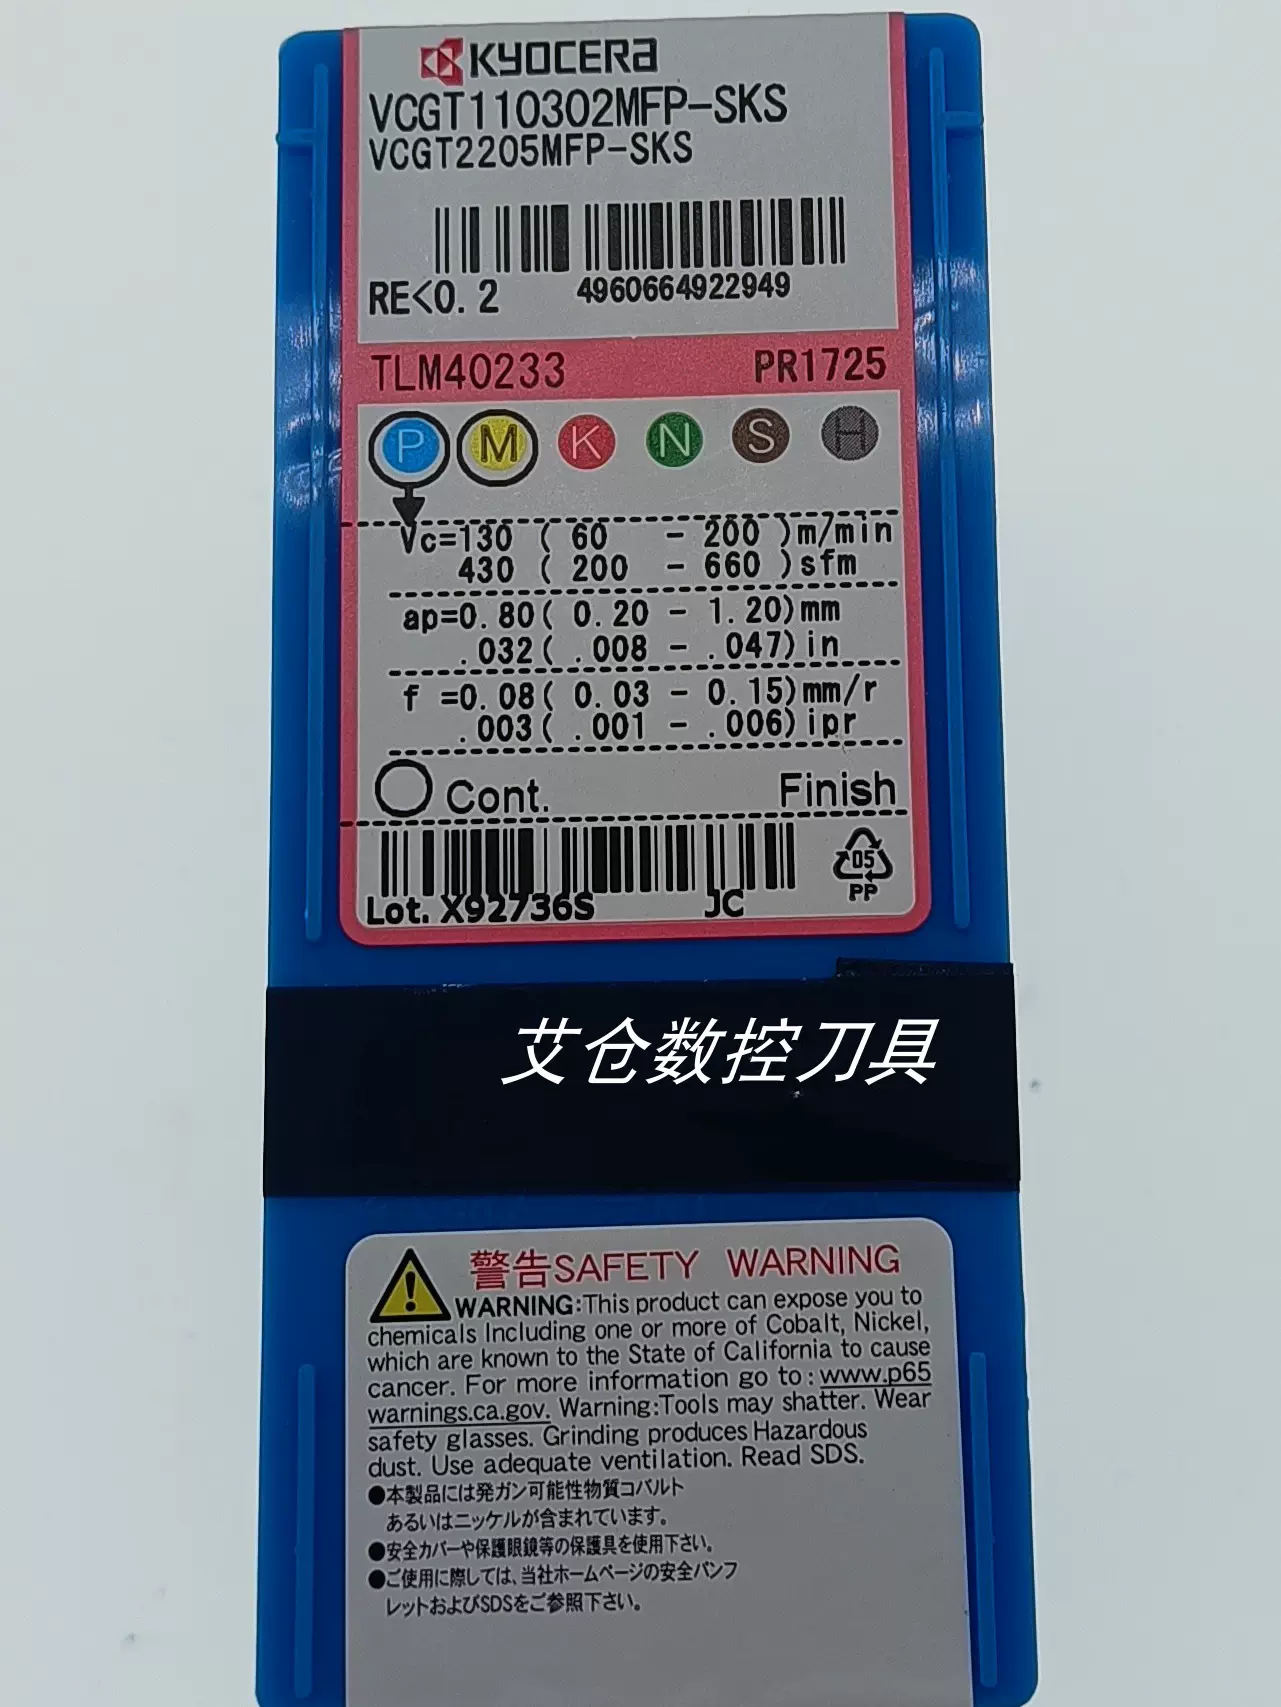 KYOCERA
VCGT110302MFP-SKS
VCGT2205MFP-SKS
RE<0.2 4960664922949
TLM40233 PR1725
P M K N S H
Vc=130 ( 60 - 200 )m/min
430 ( 200 - 660 )sfm
ap=0.80( 0.20 - 1.20)mm
.032( .008 - .047)in
f =0.08( 0.03 - 0.15)mm/r
.003( .001 - .006)ipr
Cont. Finish
05
PP
Lot. X92736S JC
艾仓数控刀具
警告SAFETY WARNING
WARNING:This product can expose you to
chemicals Including one or more of Cobalt, Nickel,
which are known to the State of California to cause
cancer. For more information go to: www.p65
warnings.ca.gov. Warning:Tools may shatter. Wear
safety glasses. Grinding produces Hazardous
dust. Use adequate ventilation. Read SDS.
●本製品には発ガン可能性物質コバルト
あるいはニッケルが含まれています。
●安全カバーや保護眼鏡等の保護具を使用下さい。
●ご使用に際しては、当社ホームページの安全パンフ
レットおよびSDSをご参照下さい。